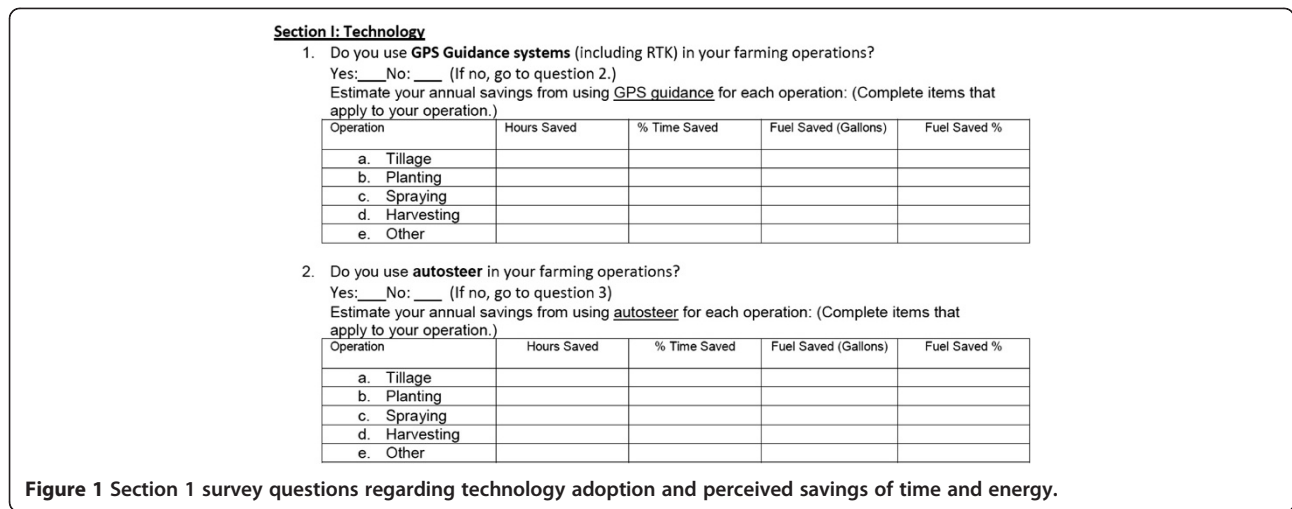 Section I: Technology
1. Do you use GPS Guidance systems (including RTK) in your farming operations?
Yes:___No: ___ (If no, go to question 2.)
Estimate your annual savings from using GPS guidance for each operation: (Complete items that
apply to your operation.)
Operation Hours Saved % Time Saved Fuel Saved (Gallons) Fuel Saved %
a. Tillage
b. Planting
c. Spraying
d. Harvesting
e. Other
2. Do you use autosteer in your farming operations?
Yes:___No: ___ (If no, go to question 3)
Estimate your annual savings from using autosteer for each operation: (Complete items that
apply to your operation.)
Operation Hours Saved % Time Saved Fuel Saved (Gallons) Fuel Saved %
a. Tillage
b. Planting
c. Spraying
d. Harvesting
e. Other
Figure 1 Section 1 survey questions regarding technology adoption and perceived savings of time and energy.